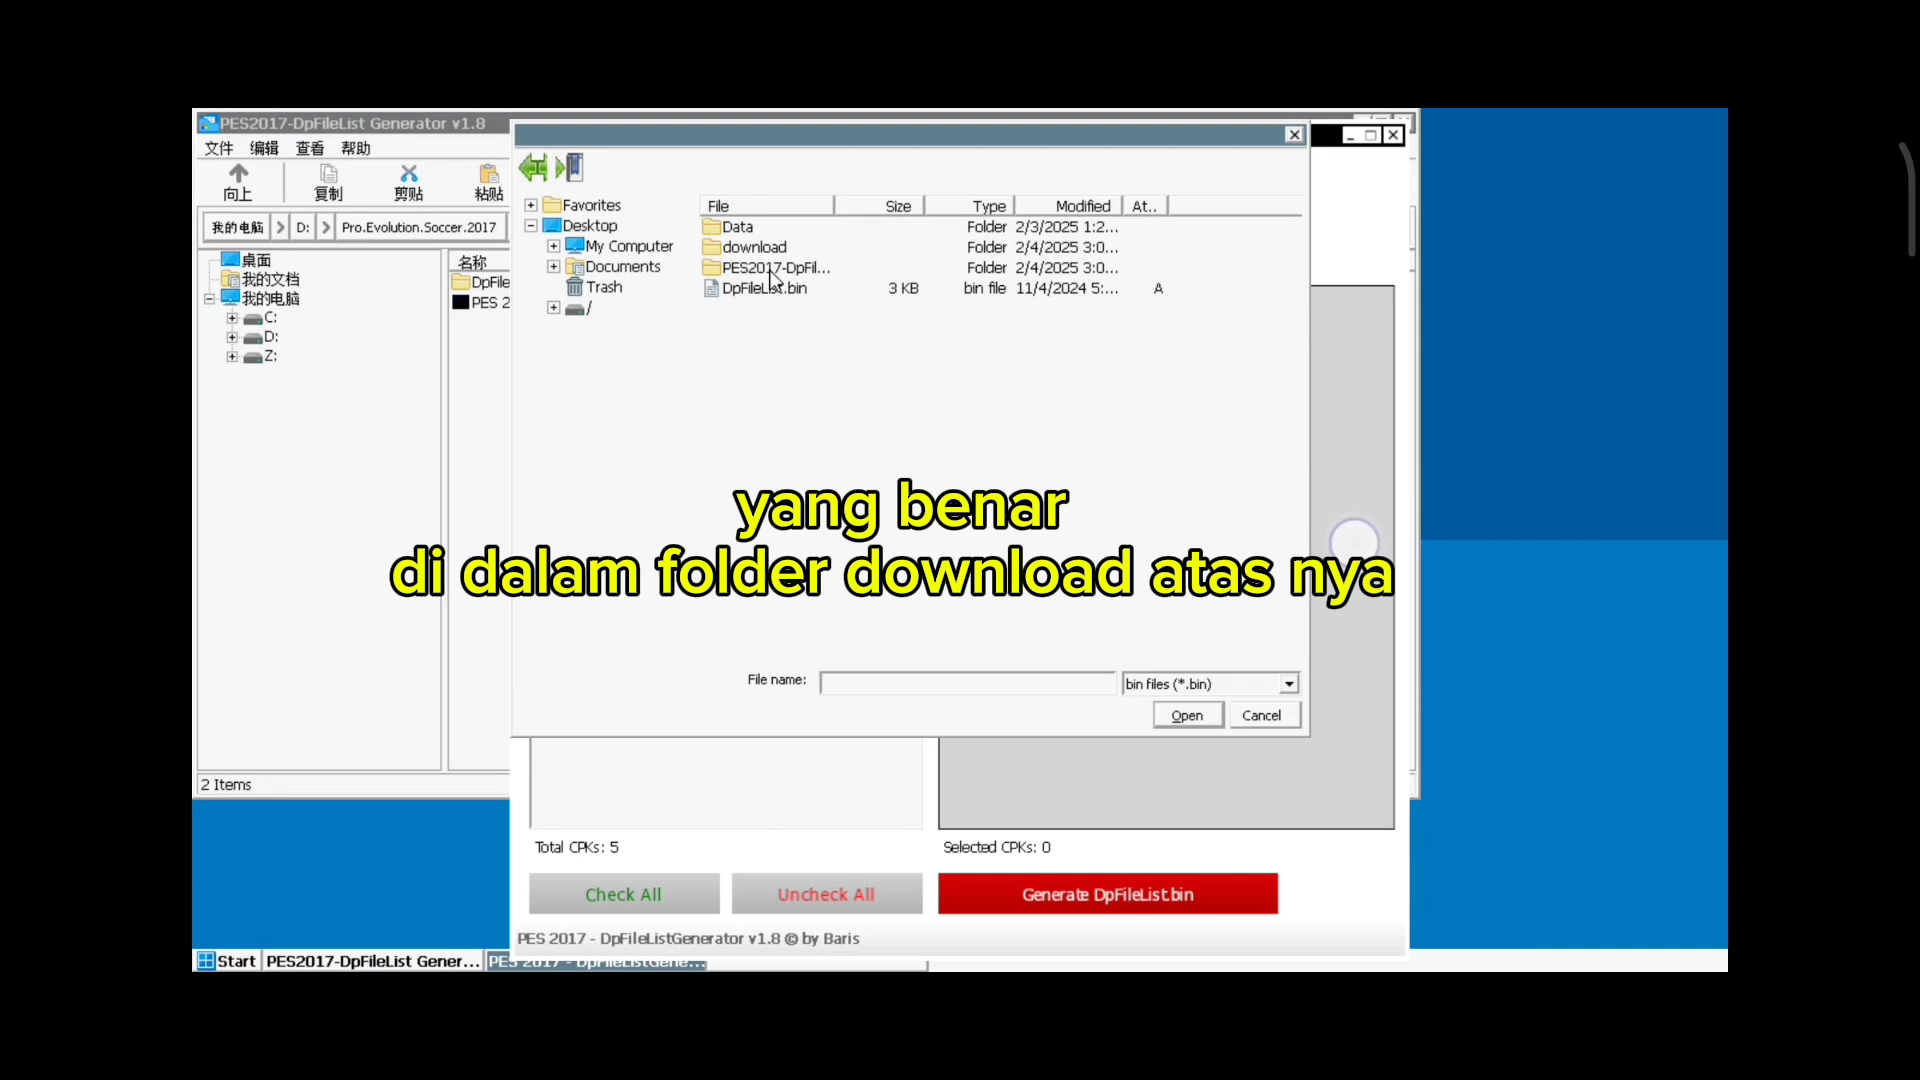 PES2017-DpFileList Generator v1.8
文件 编辑 查看 帮助
向上 复制 剪贴 粘贴
我的电脑 D: Pro.Evolution.Soccer.2017
桌面
我的文档
我的电脑
C:
D:
Z:
名称
DpFile
PES 2
2 Items
Favorites
Desktop
My Computer
Documents
Trash
/
File Size Type Modified At..
Data Folder 2/3/2025 1:2...
download Folder 2/4/2025 3:0...
PES2017-DpFil... Folder 2/4/2025 3:0...
DpFileList.bin 3 KB bin file 11/4/2024 5:... A
yang benar
di dalam folder download atas nya
File name: bin files (*.bin)
Open Cancel
Total CPKs: 5 Selected CPKs: 0
Check All Uncheck All Generate DpFileList.bin
PES 2017 - DpFileListGenerator v1.8 © by Baris
Start PES2017-DpFileList Gener... PES 2017 - DpFileListGene...